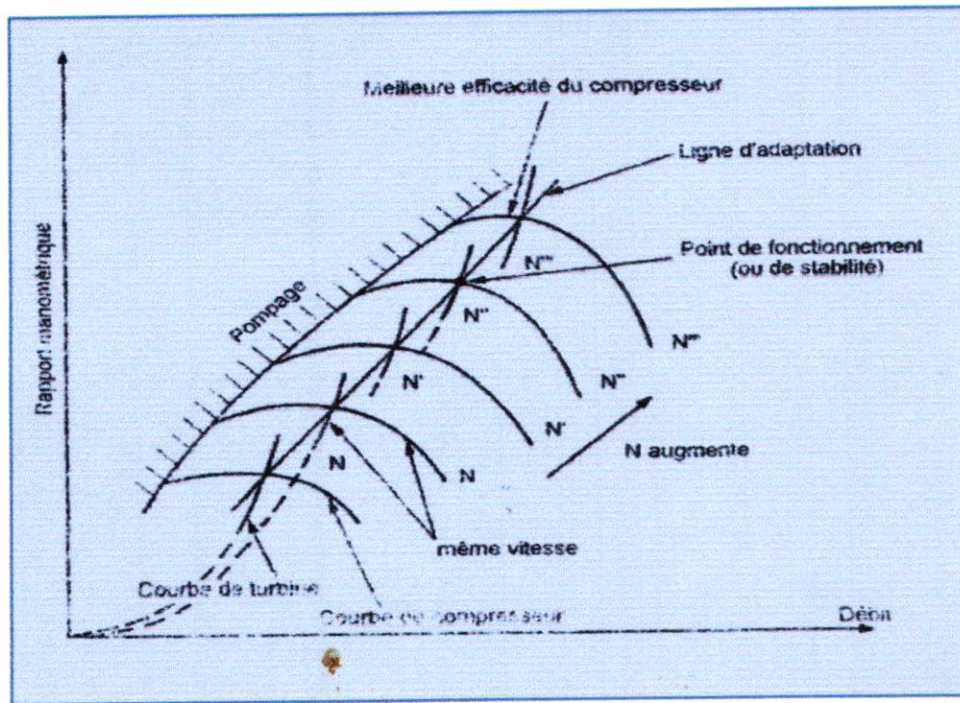 Meilleure efficacité du compresseur
Ligne d'adaptation
Point de fonctionnement
(ou de stabilité)
Rapport manométrique
Pompage
N""
N'''
N'
N
N""
N'''
N'
N
N augmente
même vitesse
Courbe de turbine
Courbe de compresseur
Débit